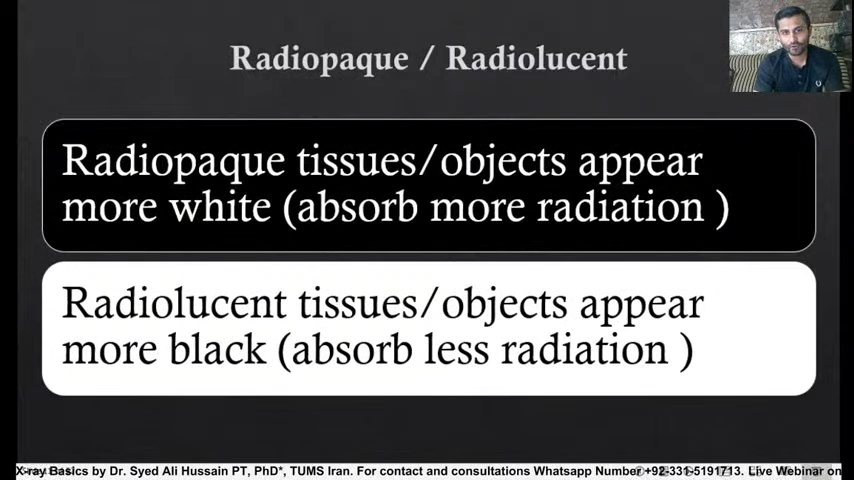 Radiopaque / Radiolucent
Radiopaque tissues/objects appear
more white (absorb more radiation )
Radiolucent tissues/objects appear
more black (absorb less radiation )
X-ray Basics by Dr. Syed Ali Hussain PT, PhD*, TUMS Iran. For contact and consultations Whatsapp Number +92-331-5191713. Live Webinar on